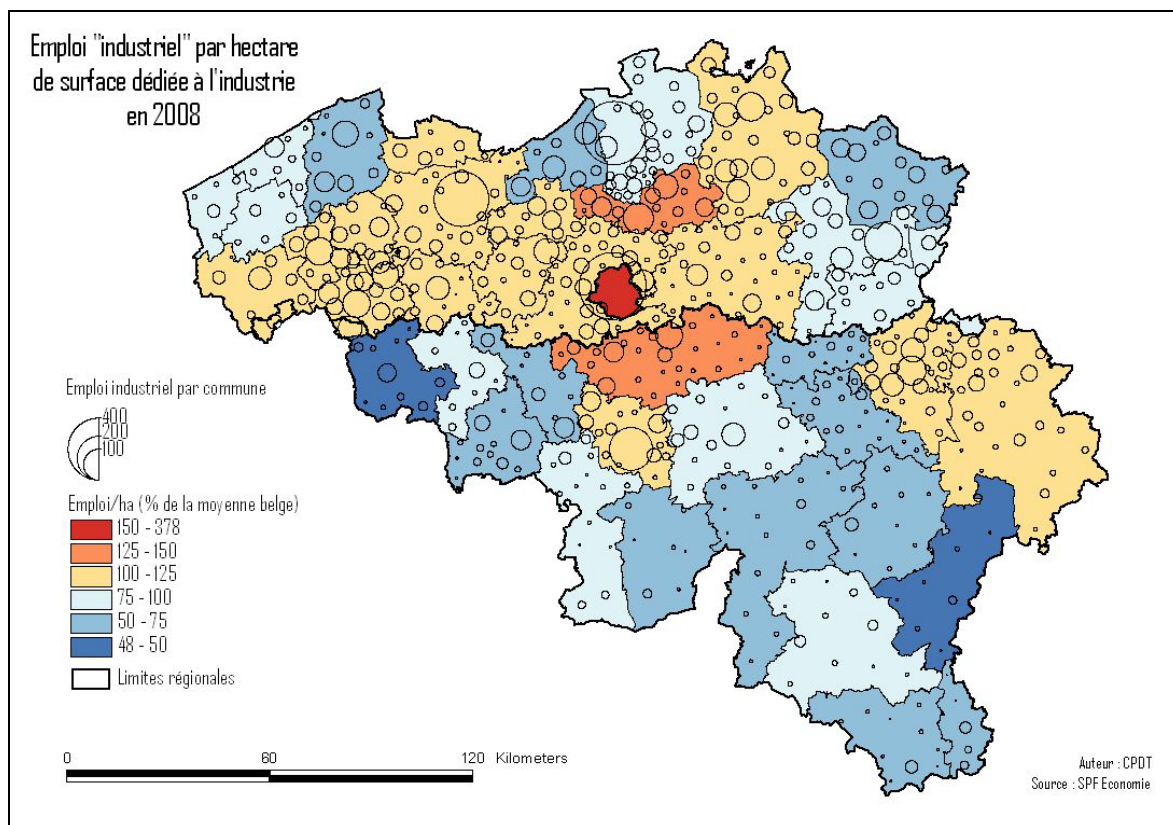 Emploi "industriel" par hectare
de surface dédiée à l'industrie
en 2008
Emploi industriel par commune
400
200
100
Emploi/ha (% de la moyenne belge)
150 - 378
125 - 150
100 -125
75 - 100
50 - 75
48 - 50
Limites régionales
0 60 120 Kilometers
Auteur : CPDT
Source : SPF Economie